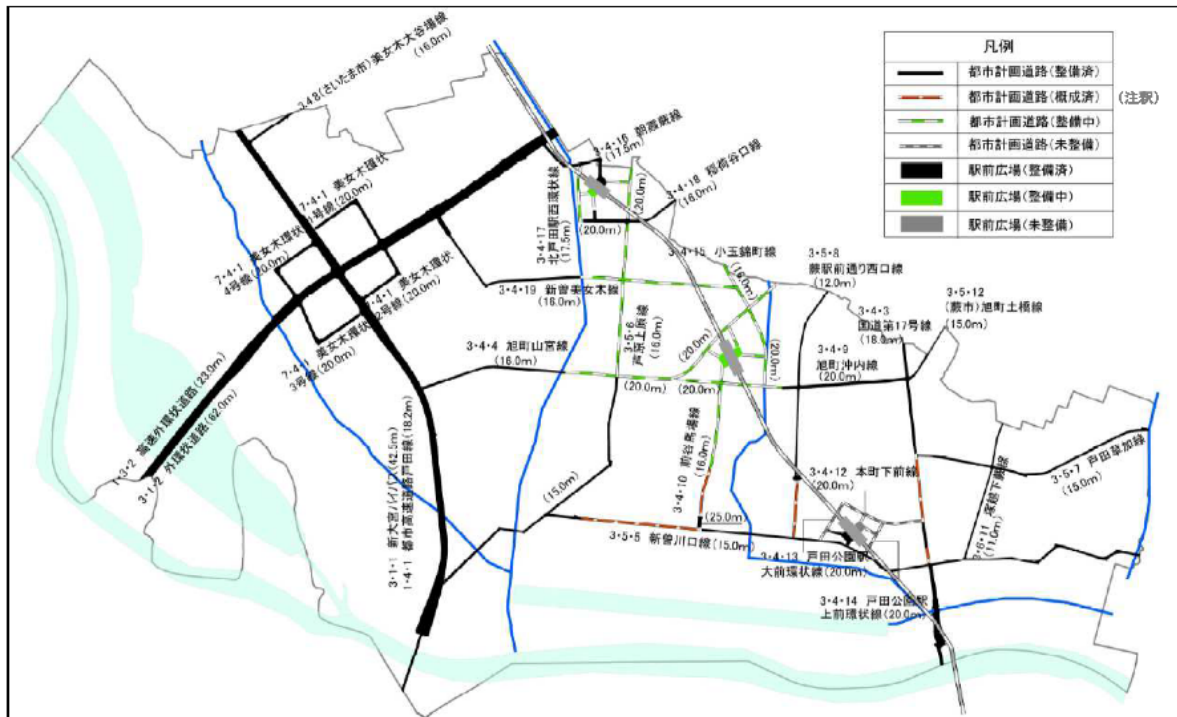 凡例
都市計画道路(整備済)
都市計画道路(概成済)
(注釈)
都市計画道路(整備中)
都市計画道路(未整備)
駅前広場(整備済)
駅前広場(整備中)
駅前広場(未整備)
3・4・8(さいたま市)美女木大谷場線
(16.0m)
3・4・16 朝霞蕨線
(17.5m)
3・4・18 稲荷谷口線
(16.0m)
(20.0m)
(20.0m)
3・4・17
北戸田駅西環状線
(17.5m)
7・4・1 美女木環状
1号線(20.0m)
7・4・1 美女木環状
4号線(20.0m)
7・4・1 美女木環状
2号線(20.0m)
7・4・1 美女木環状
3号線(20.0m)
3・4・15 小玉錦町線
(16.0m)
3・5・8
蕨駅前通り西口線
(12.0m)
3・5・12
(蕨市)旭町土橋線
(15.0m)
3・4・3
国道第17号線
(18.0m)
3・4・19 新曽美女木線
(16.0m)
3・4・4 旭町山宮線
(16.0m)
3・5・6
芦原上原線
(16.0m)
(20.0m)
(20.0m)
3・4・9
旭町沖内線
(20.0m)
(20.0m)
(20.0m)
1・3・2 高速外環状道路(23.0m)
3・1・2 外環状道路(62.0m)
3・1・1 新大宮バイパス(42.5m)
1・4・1 都市高速道路戸田線(18.2m)
(15.0m)
3・4・10 前谷馬場線
(16.0m)
(25.0m)
3・4・12 本町下前線
(20.0m)
3・5・7 戸田草加線
(15.0m)
3・6・11 塚越下前線
(11.0m)
3・5・5 新曽川口線(15.0m)
3・4・13 戸田公園駅
大前環状線(20.0m)
3・4・14 戸田公園駅
上前環状線(20.0m)